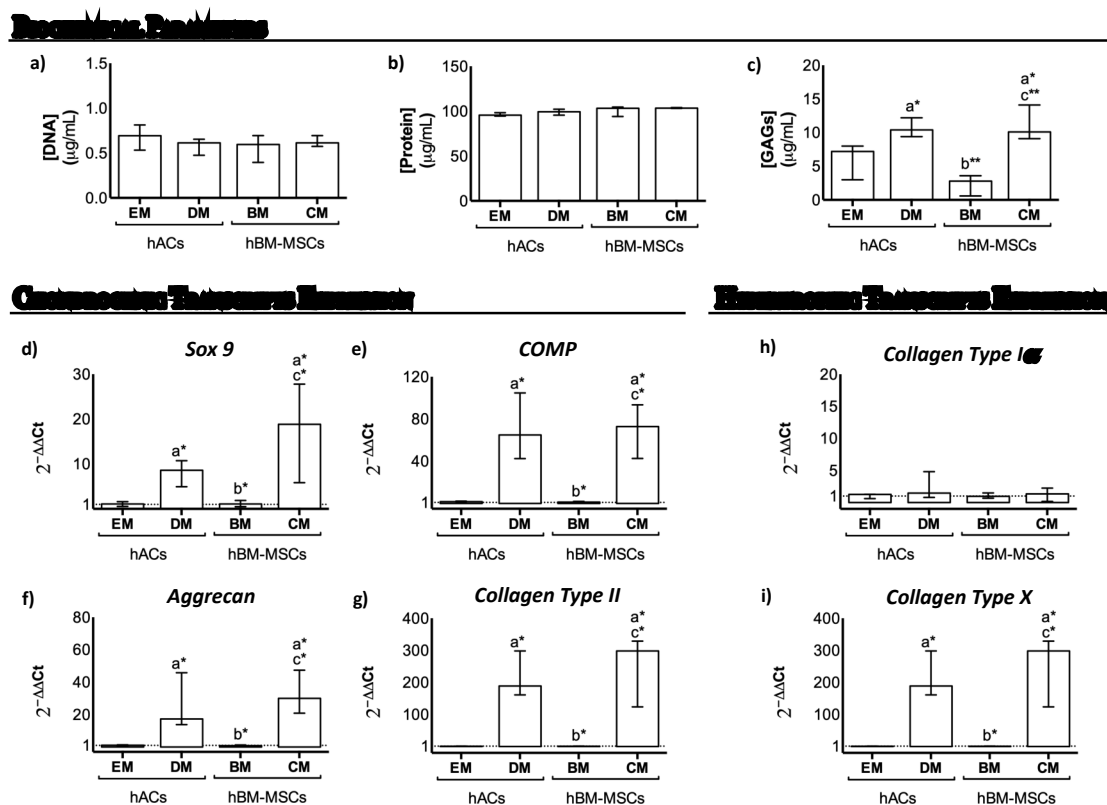 a)
1.5
1.0
0.5
0.0
[DNA]
(μg/mL)
EM DM BM CM
hACs hBM-MSCs
b)
150
100
50
0
[Protein]
(μg/mL)
EM DM BM CM
hACs hBM-MSCs
c)
20
15
10
5
0
[GAGs]
(μg/mL)
a*
b**
a*
c**
EM DM BM CM
hACs hBM-MSCs
d)
Sox 9
30
20
10
1
2^-ΔΔCt
a*
b*
a*
c*
EM DM BM CM
hACs hBM-MSCs
e)
COMP
120
80
40
1
2^-ΔΔCt
a*
b*
a*
c*
EM DM BM CM
hACs hBM-MSCs
h)
Collagen Type I
20
15
10
5
1
2^-ΔΔCt
EM DM BM CM
hACs hBM-MSCs
f)
Aggrecan
80
60
40
20
1
2^-ΔΔCt
a*
b*
a*
c*
EM DM BM CM
hACs hBM-MSCs
g)
Collagen Type II
400
300
200
100
1
2^-ΔΔCt
a*
b*
a*
c*
EM DM BM CM
hACs hBM-MSCs
i)
Collagen Type X
400
300
200
100
1
2^-ΔΔCt
a*
b*
a*
c*
EM DM BM CM
hACs hBM-MSCs